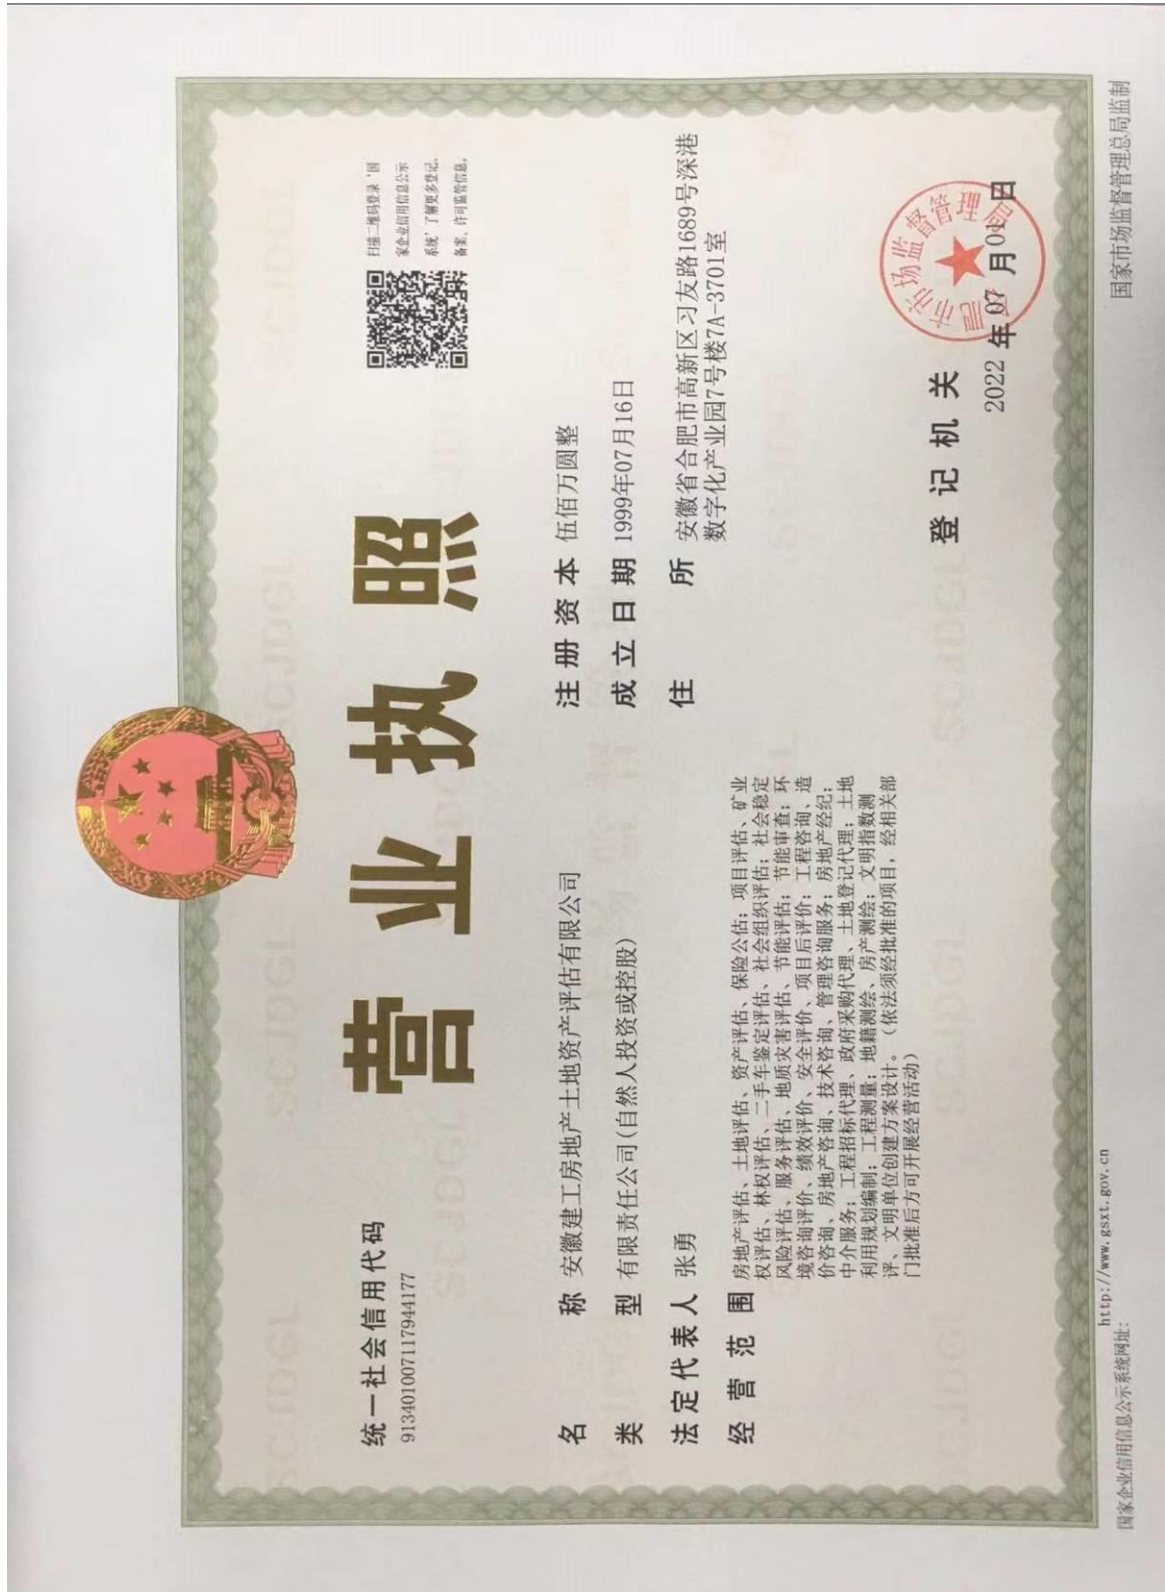 营业执照
统一社会信用代码
913401007117944177
扫描二维码登录‘国
家企业信用信息公示
系统’了解更多登记、
备案、许可监管信息。
名称 安徽建工房地产土地资产评估有限公司
类型 有限责任公司(自然人投资或控股)
法定代表人 张勇
经营范围 房地产评估、土地评估、资产评估、保险公估；项目评估、矿业
权评估、林权评估、二手车鉴定评估、社会组织评估；社会稳定
风险评估、服务评估、地质灾害评估、节能评估；节能审查；环
境咨询评价、绩效评价、安全评价、项目后评价；工程咨询、造
价咨询、房地产咨询、技术咨询、管理咨询服务；房地产经纪；
中介服务；工程招标代理、政府采购代理、土地登记代理；土地
利用规划编制；工程测量；地籍测绘、房产测绘；文明指数测
评、文明单位创建方案设计。（依法须经批准的项目，经相关部
门批准后方可开展经营活动）
注册资本 伍佰万圆整
成立日期 1999年07月16日
住所 安徽省合肥市高新区习友路1689号深港
数字化产业园7号楼7A-3701室
登记机关
市场监督管理局
2022年07月01日
国家企业信用信息公示系统网址：http://www.gsxt.gov.cn
国家市场监督管理总局监制